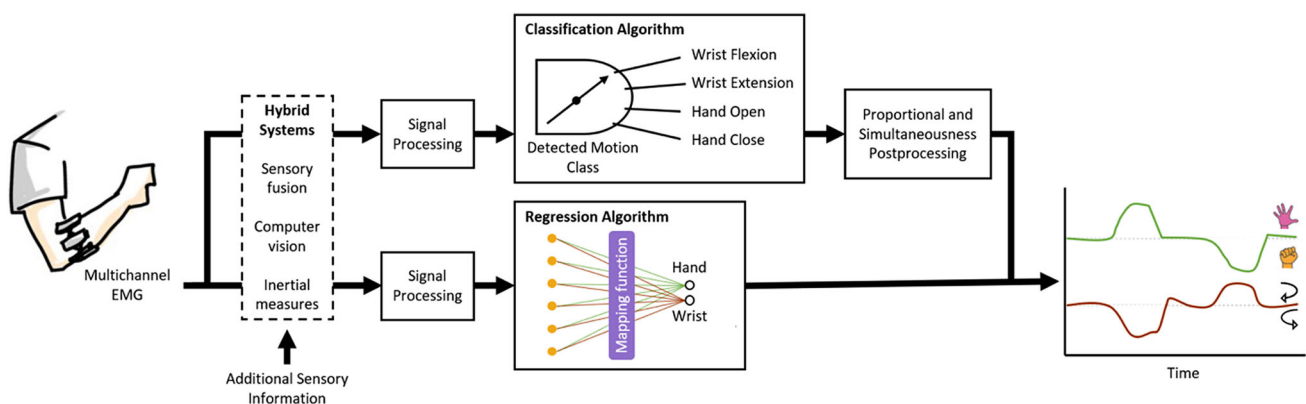 Multichannel
EMG
Hybrid
Systems
Sensory
fusion
Computer
vision
Inertial
measures
Additional Sensory
Information
Signal
Processing
Classification Algorithm
Wrist Flexion
Wrist Extension
Hand Open
Hand Close
Detected Motion
Class
Proportional and
Simultaneousness
Postprocessing
Signal
Processing
Regression Algorithm
Mapping function
Hand
Wrist
Time